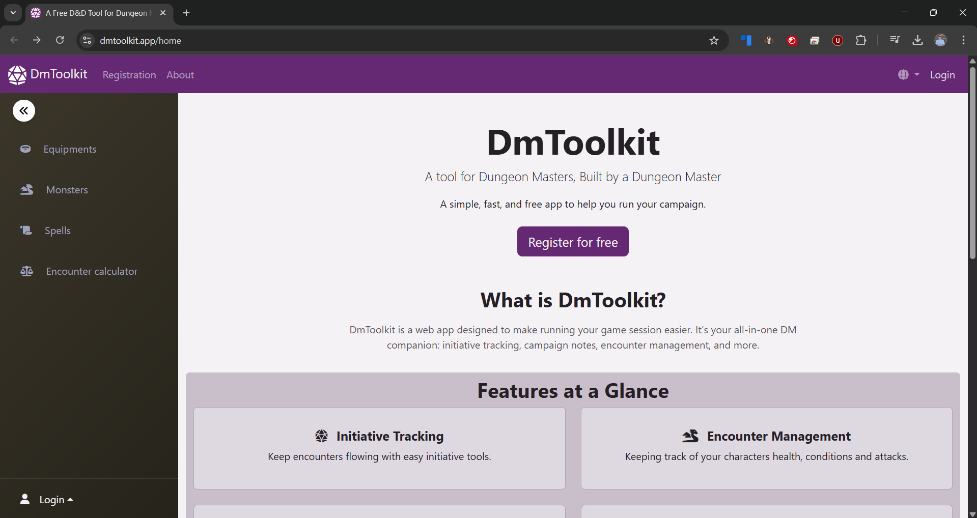 A Free D&D Tool for Dungeon
dmtoolkit.app/home
DmToolkit
Registration
About
Login
Equipments
Monsters
Spells
Encounter calculator
Login
DmToolkit
A tool for Dungeon Masters, Built by a Dungeon Master
A simple, fast, and free app to help you run your campaign.
Register for free
What is DmToolkit?
DmToolkit is a web app designed to make running your game session easier. It's your all-in-one DM
companion: initiative tracking, campaign notes, encounter management, and more.
Features at a Glance
Initiative Tracking
Keep encounters flowing with easy initiative tools.
Encounter Management
Keeping track of your characters health, conditions and attacks.